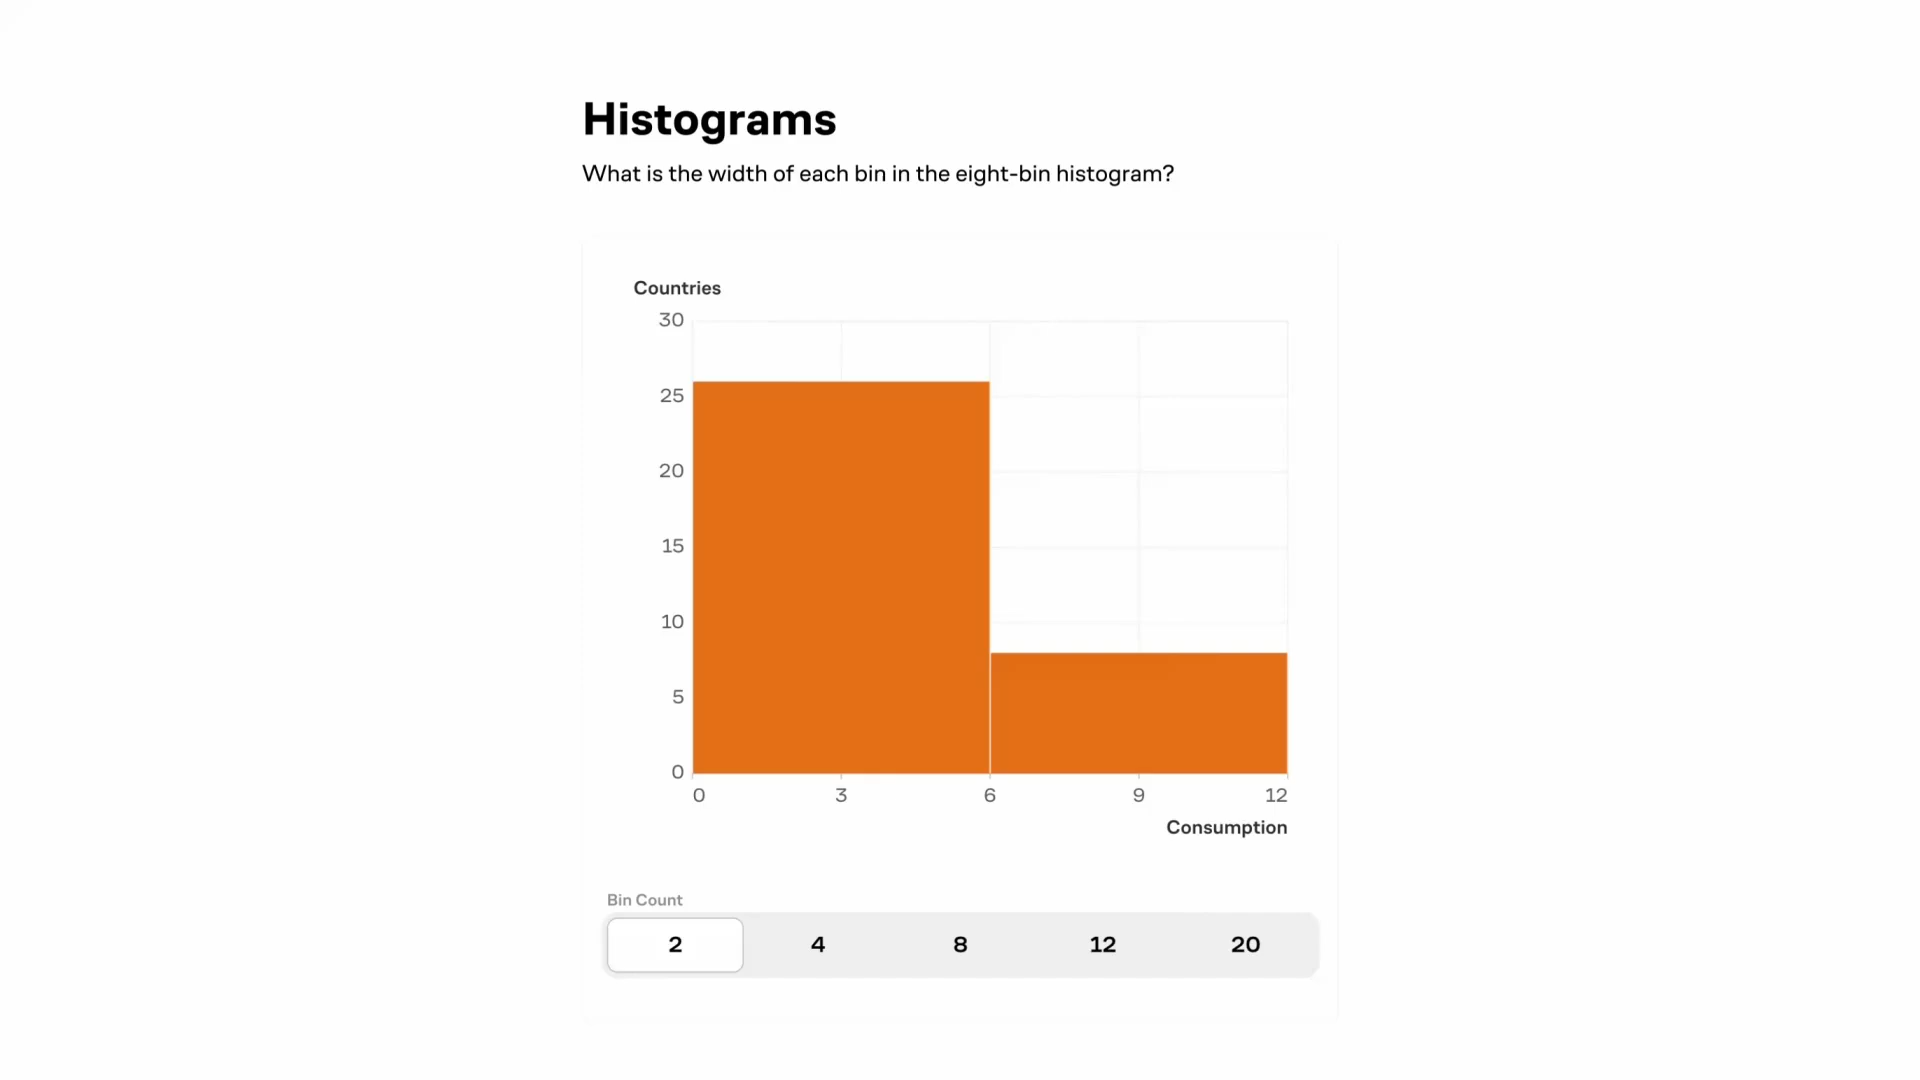 Histograms
What is the width of each bin in the eight-bin histogram?
Countries
30
25
20
15
10
5
0
0 3 6 9 12
Consumption
Bin Count
2 4 8 12 20